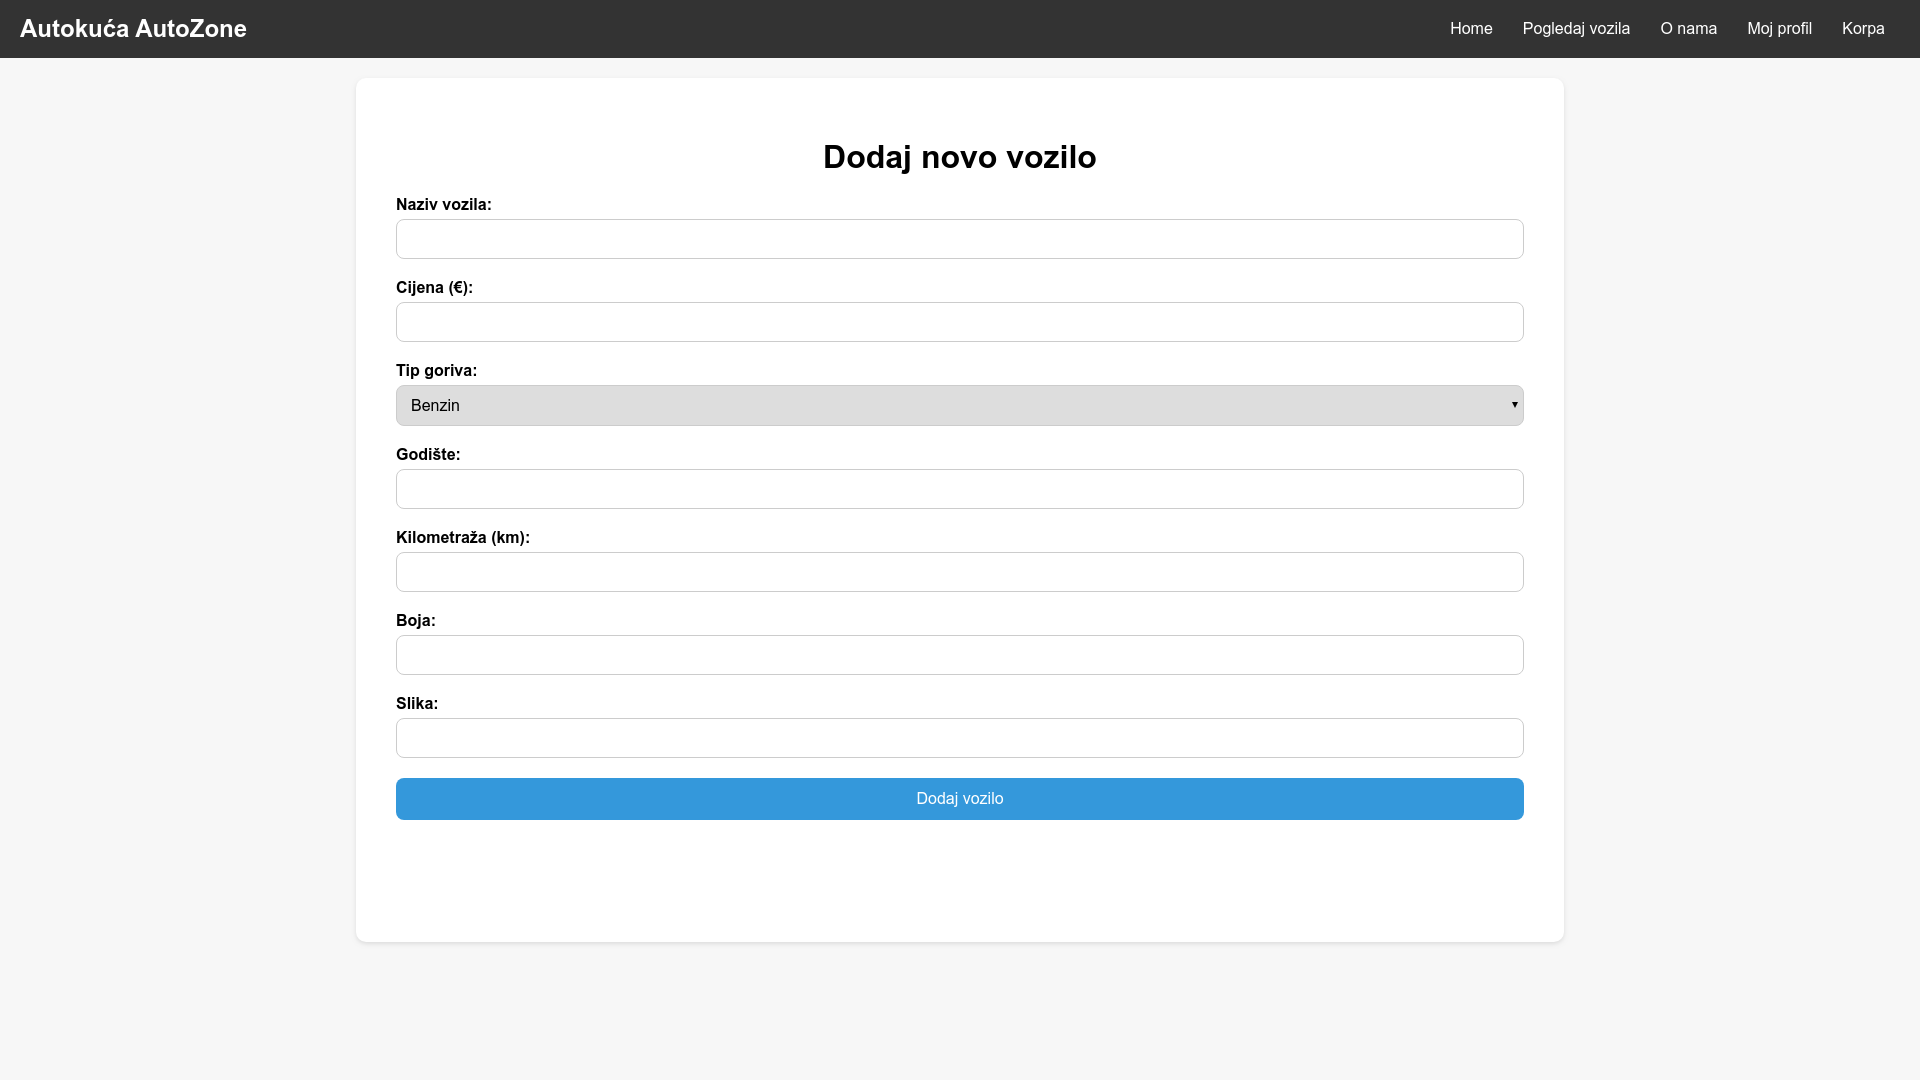 Autokuća AutoZone
Home Pogledaj vozila O nama Moj profil Korpa
Dodaj novo vozilo
Naziv vozila:
Cijena (€):
Tip goriva:
Benzin
Godište:
Kilometraža (km):
Boja:
Slika:
Dodaj vozilo